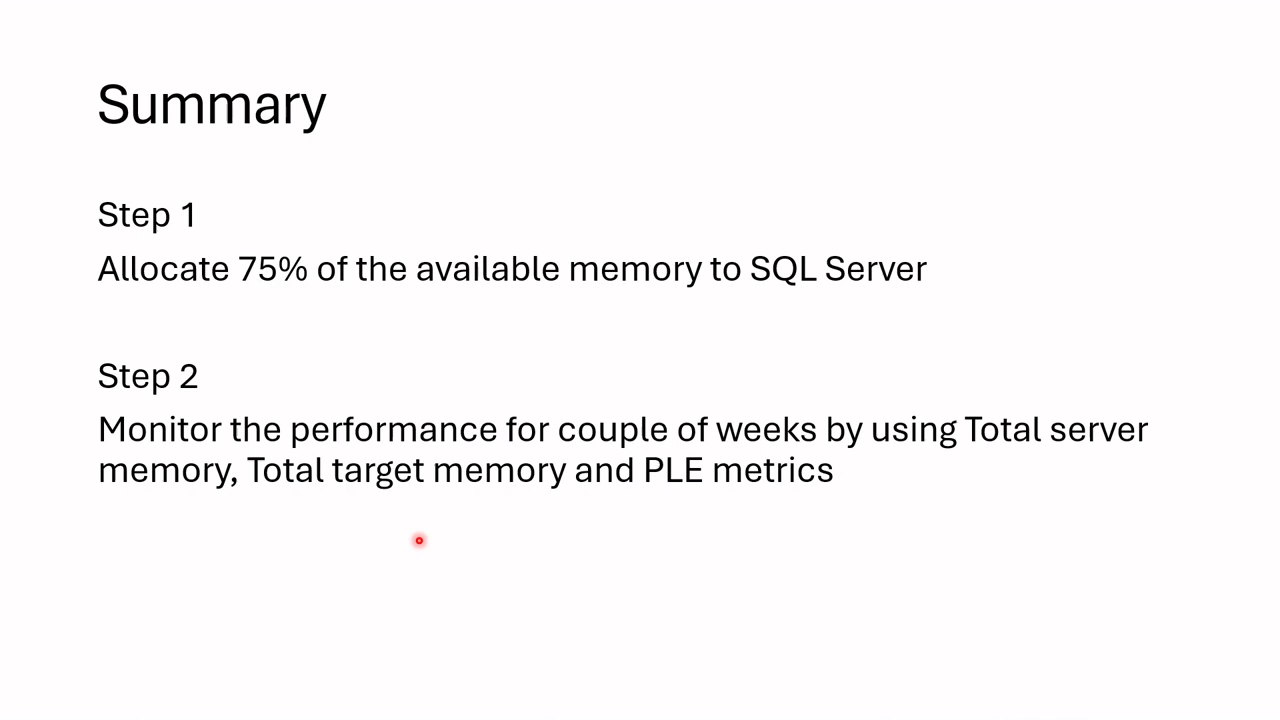 Summary
Step 1
Allocate 75% of the available memory to SQL Server
Step 2
Monitor the performance for couple of weeks by using Total server
memory, Total target memory and PLE metrics